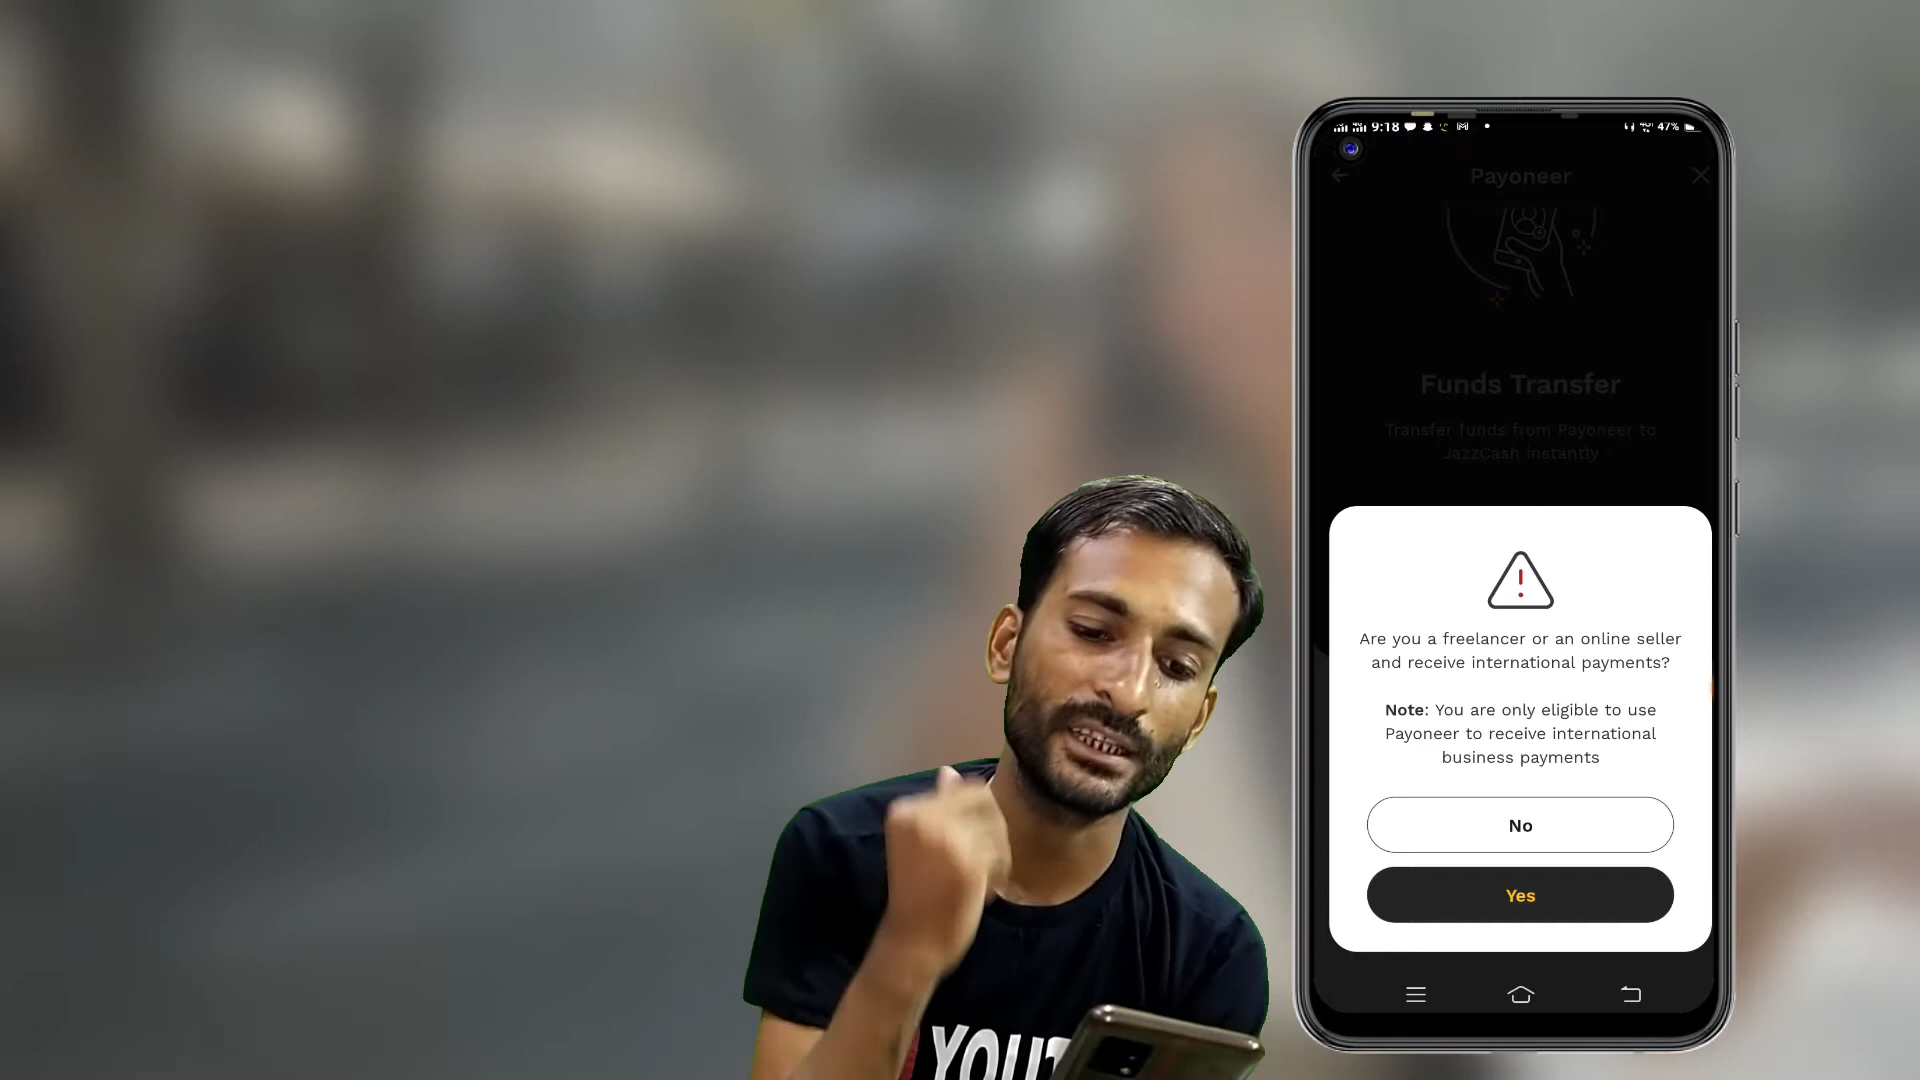 9:18
47%
Payoneer
Funds Transfer
Transfer funds from Payoneer to
JazzCash instantly
Are you a freelancer or an online seller
and receive international payments?
Note: You are only eligible to use
Payoneer to receive international
business payments
No
Yes